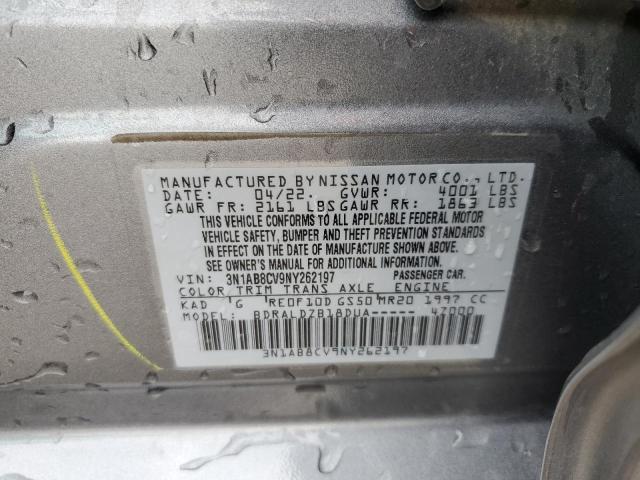 MANUFACTURED BY NISSAN MOTOR CO., LTD.
DATE: 04/22. GVWR: 4001 LBS
GAWR FR: 2161 LBS GAWR RR: 1863 LBS
THIS VEHICLE CONFORMS TO ALL APPLICABLE FEDERAL MOTOR
VEHICLE SAFETY, BUMPER AND THEFT PREVENTION STANDARDS
IN EFFECT ON THE DATE OF MANUFACTURE SHOWN ABOVE.
SEE OWNER'S MANUAL FOR ADDITIONAL INFORMATION.
VIN: 3N1AB8CV9NY262197 PASSENGER CAR.
COLOR TRIM TRANS AXLE ENGINE
KAD 'G 'RE0F10D GS50 MR20 1997 CC
MODEL: BDRALDZB18DUA----- 47000
3N1AB8CV9NY262197